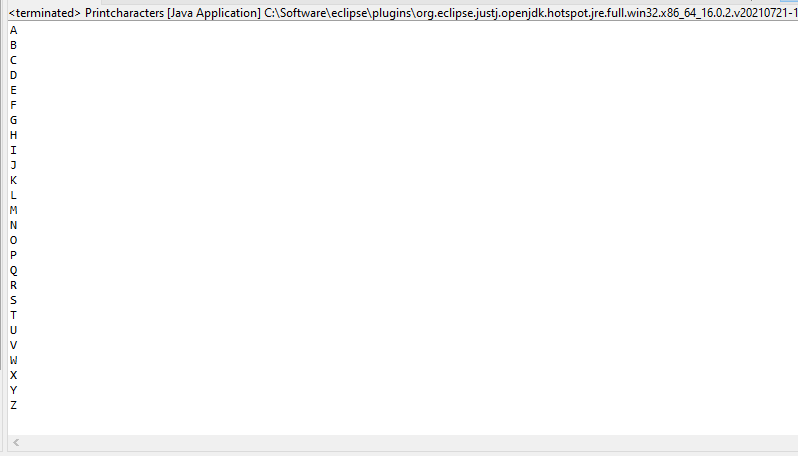 <terminated> Printcharacters [Java Application] C:\Software\eclipse\plugins\org.eclipse.justj.openjdk.hotspot.jre.full.win32.x86_64_16.0.2.v20210721-1
A
B
C
D
E
F
G
H
I
J
K
L
M
N
O
P
Q
R
S
T
U
V
W
X
Y
Z